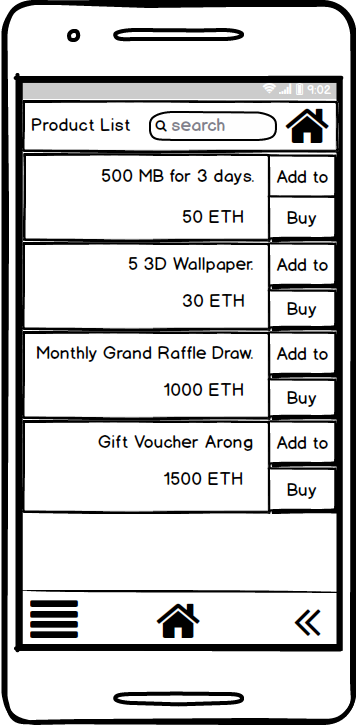 9:02
Product List
search
500 MB for 3 days.
Add to
50 ETH
Buy
5 3D Wallpaper.
Add to
30 ETH
Buy
Monthly Grand Raffle Draw.
Add to
1000 ETH
Buy
Gift Voucher Arong
Add to
1500 ETH
Buy